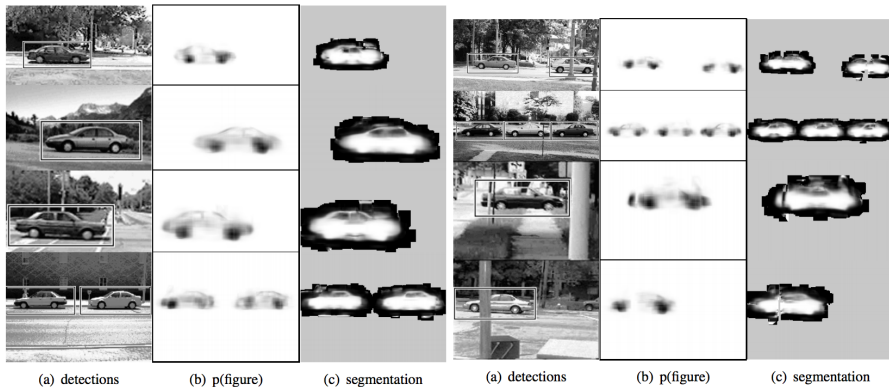 (a) detections
(b) p(figure)
(c) segmentation
(a) detections
(b) p(figure)
(c) segmentation